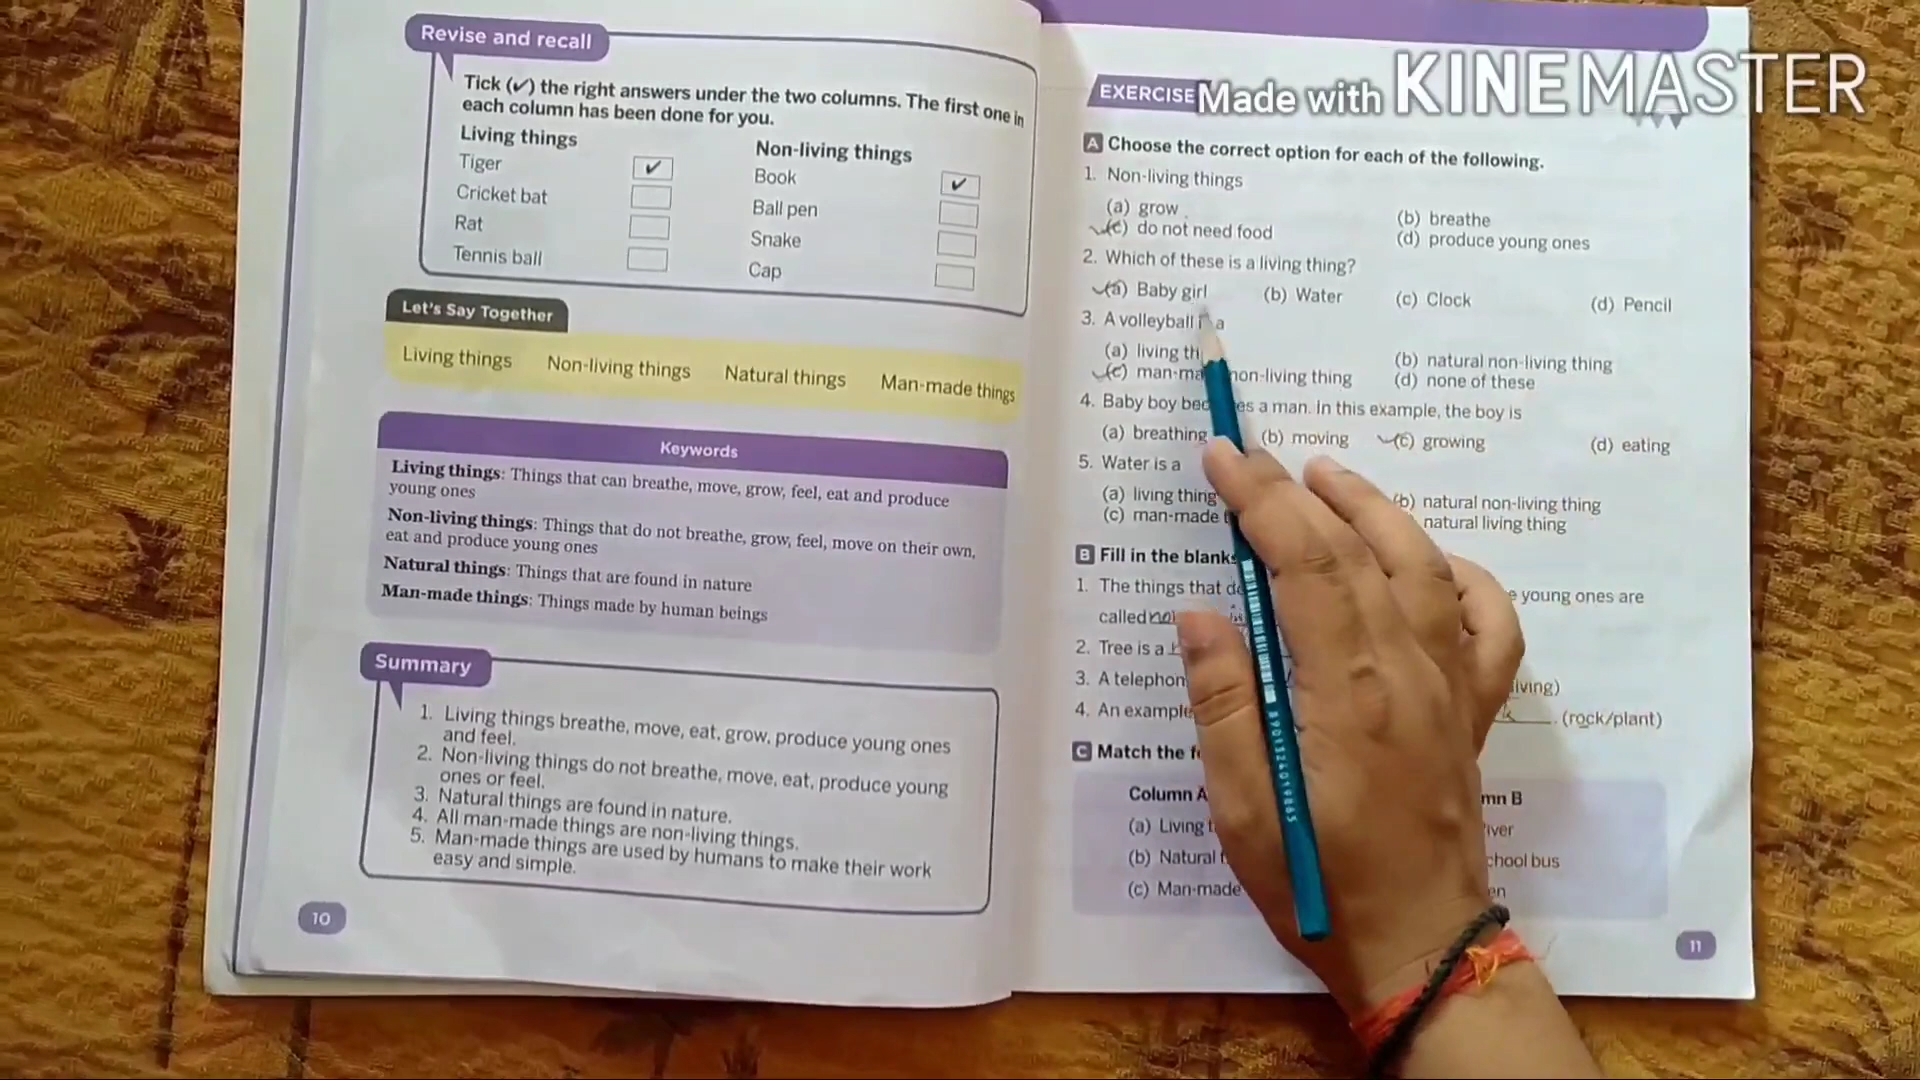 Revise and recall
Tick (✔) the right answers under the two columns. The first one in
each column has been done for you.
Living things
Tiger ✔
Cricket bat
Rat
Tennis ball
Non-living things
Book ✔
Ball pen
Snake
Cap
Let's Say Together
Living things Non-living things Natural things Man-made things
Keywords
Living things: Things that can breathe, move, grow, feel, eat and produce
young ones
Non-living things: Things that do not breathe, grow, feel, move on their own,
eat and produce young ones
Natural things: Things that are found in nature
Man-made things: Things made by human beings
Summary
1. Living things breathe, move, eat, grow, produce young ones
and feel.
2. Non-living things do not breathe, move, eat, produce young
ones or feel.
3. Natural things are found in nature.
4. All man-made things are non-living things.
5. Man-made things are used by humans to make their work
easy and simple.
10
Made with KINEMASTER
EXERCISE
A Choose the correct option for each of the following.
1. Non-living things
(a) grow (b) breathe
(c) do not need food (d) produce young ones
2. Which of these is a living thing?
(a) Baby girl (b) Water (c) Clock (d) Pencil
3. A volleyball a
(a) living (b) natural non-living thing
(c) non-living thing (d) none of these
4. Baby boy a man. In this example, the boy is
(a) breathing (b) moving (c) growing (d) eating
5. Water is a
(a) living thing (b) natural non-living thing
(c) man-made natural living thing
B Fill in the
1. The things that young ones are
called
2. Tree is a
3. A
4. An example (rock/plant)
C Match the
Column A B
(a) Living
(b) Natural bus
(c) Man-made
11